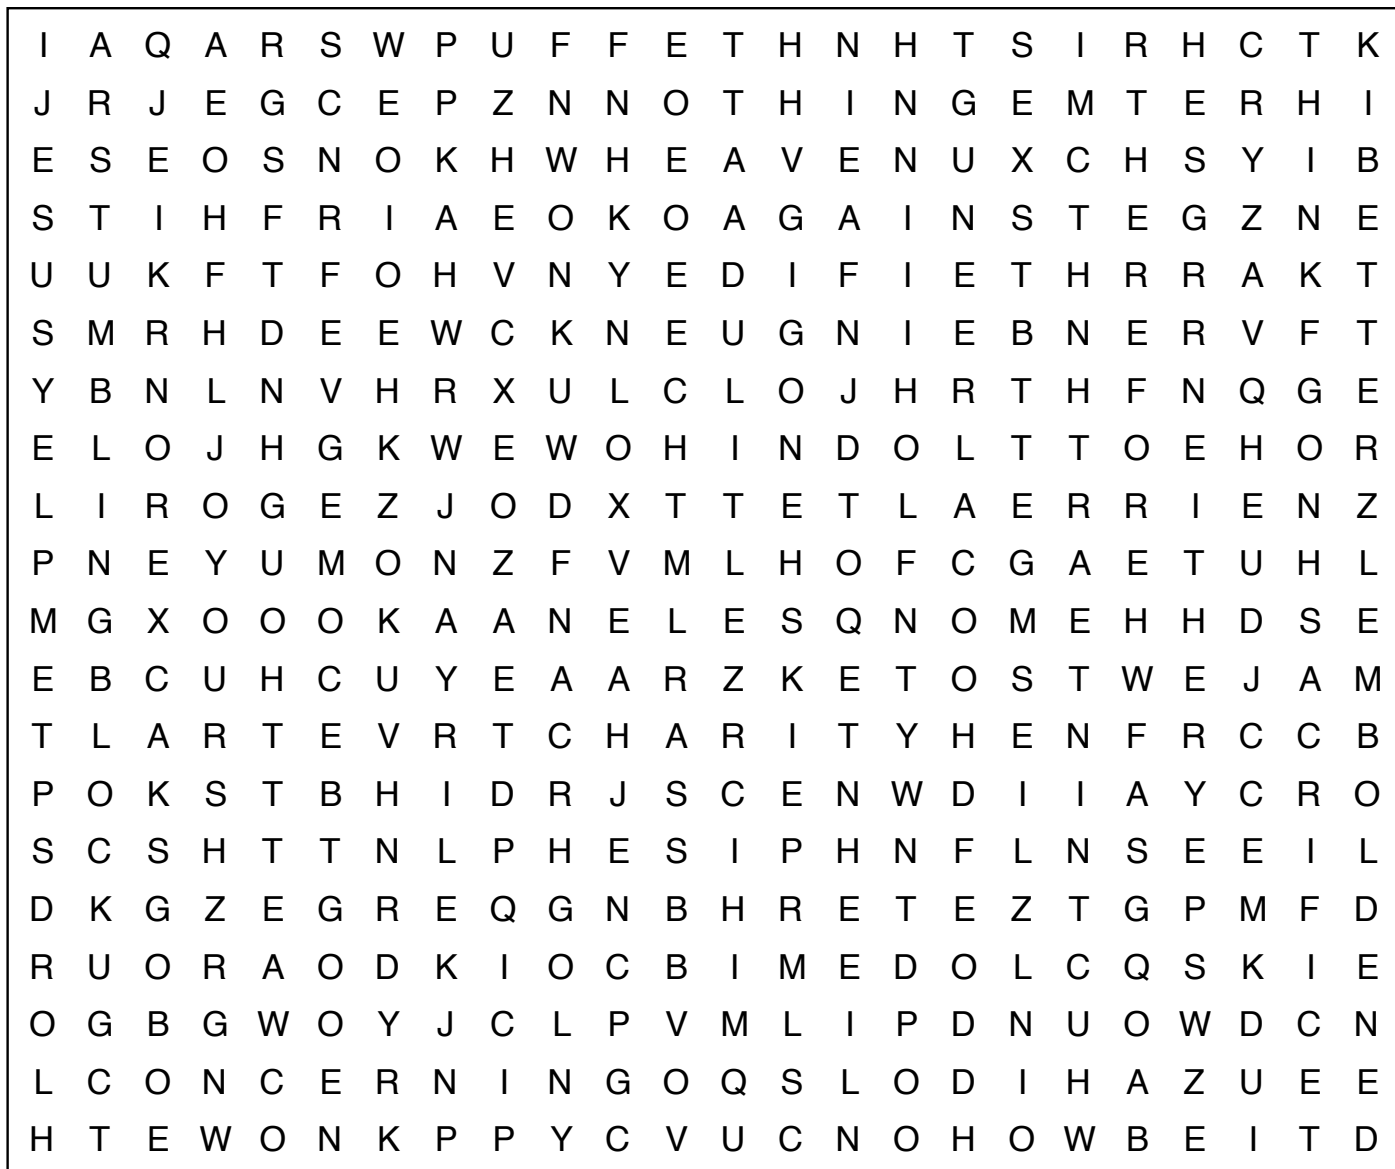 I A Q A R S W P U F F E T H N H T S I R H C T K
J R J E G C E P Z N N O T H I N G E M T E R H I
E S E O S N O K H W H E A V E N U X C H S Y I B
S T I H F R I A E O K O A G A I N S T E G Z N E
U U K F T F O H V N Y E D I F I E T H R R A K T
S M R H D E E W C K N E U G N I E B N E R V F T
Y B N L N V H R X U L C L O J H R T H F N Q G E
E L O J H G K W E W O H I N D O L T T O E H O R
L I R O G E Z J O D X T T E T L A E R R I E N Z
P N E Y U M O N Z F V M L H O F C G A E T U H L
M G X O O O K A A N E L E S Q N O M E H H D S E
E B C U H C U Y E A A R Z K E T O S T W E J A M
T L A R T E V R T C H A R I T Y H E N F R C C B
P O K S T B H I D R J S C E N W D I I A Y C R O
S C S H T T N L P H E S I P H N F L N S E E I L
D K G Z E G R E Q G N B H R E T E Z T G P M F D
R U O R A O D K I O C B I M E D O L C Q S K I E
O G B G W O Y J C L P V M L I P D N U O W D C N
L C O N C E R N I N G O Q S L O D I H A Z U E E
H T E W O N K P P Y C V U C N O H O W B E I T D